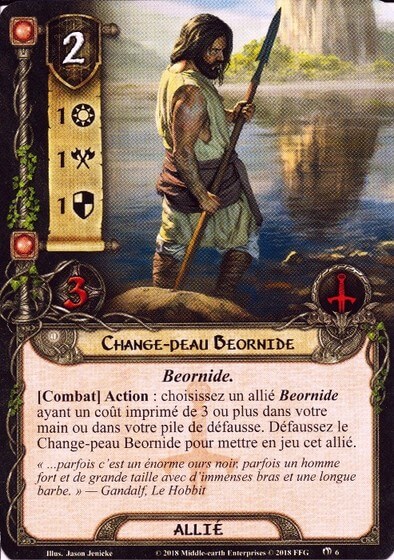 2
1
1
1
3
Change-peau Beornide
Beornide.
[Combat] Action : choisissez un allié Beornide
ayant un coût imprimé de 3 ou plus dans votre
main ou dans votre pile de défausse. Défaussez le
Change-peau Beornide pour mettre en jeu cet allié.
« ...parfois c'est un énorme ours noir, parfois un homme
fort et de grande taille avec d'immenses bras et une longue
barbe. » — Gandalf, Le Hobbit
Allié
Illus. Jason Jenicke © 2018 Middle-earth Enterprises © 2018 FFG 6